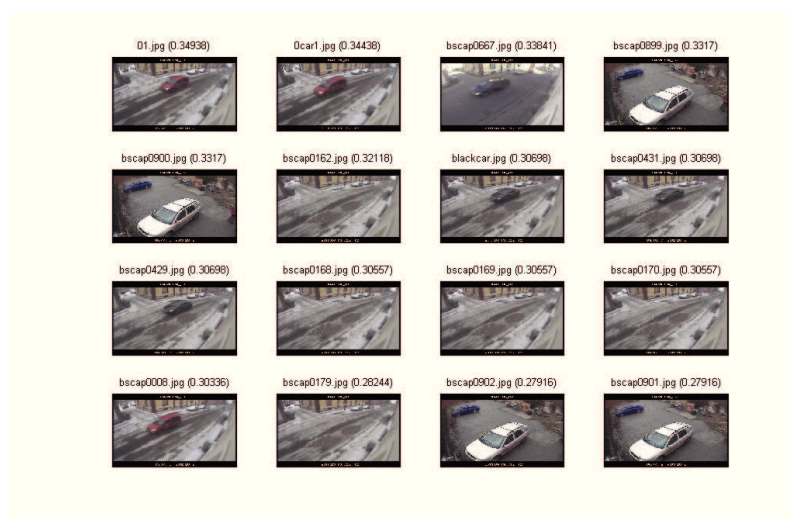 01.jpg (0.34938) 0car1.jpg (0.34438) bscap0667.jpg (0.33841) bscap0899.jpg (0.3317)
bscap0900.jpg (0.3317) bscap0162.jpg (0.32118) blackcar.jpg (0.30698) bscap0431.jpg (0.30698)
bscap0429.jpg (0.30698) bscap0168.jpg (0.30557) bscap0169.jpg (0.30557) bscap0170.jpg (0.30557)
bscap0008.jpg (0.30336) bscap0179.jpg (0.28244) bscap0902.jpg (0.27916) bscap0901.jpg (0.27916)